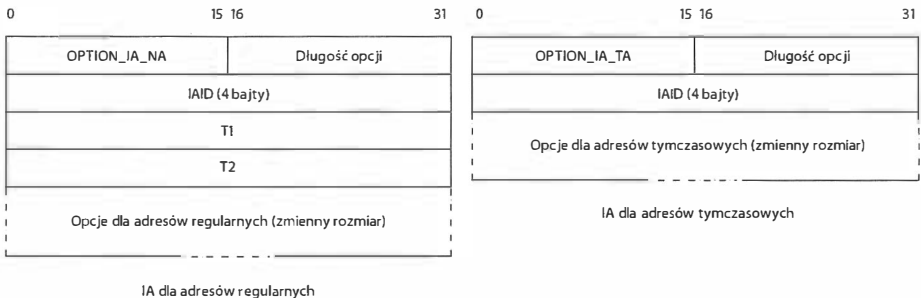 0 15 16 31
OPTION_IA_NA Długość opcji
IAID (4 bajty)
T1
T2
Opcje dla adresów regularnych (zmienny rozmiar)
IA dla adresów regularnych
0 15 16 31
OPTION_IA_TA Długość opcji
IAID (4 bajty)
Opcje dla adresów tymczasowych (zmienny rozmiar)
IA dla adresów tymczasowych